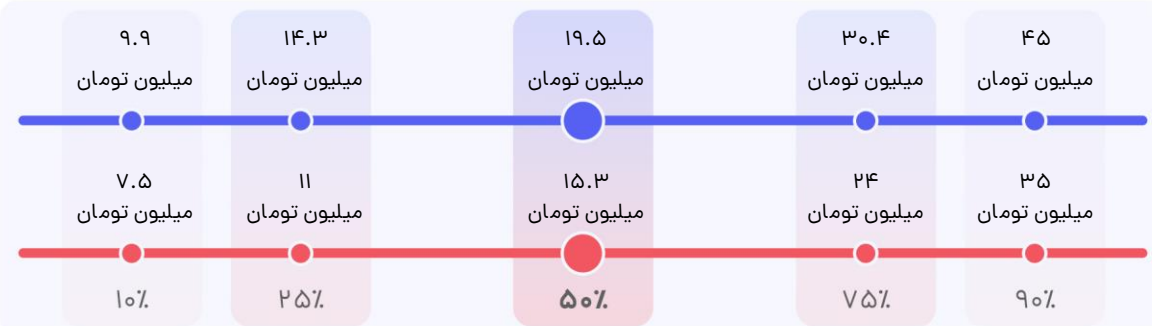 ۹.۹
میلیون تومان
۱۴.۳
میلیون تومان
۱۹.۵
میلیون تومان
۳۰.۴
میلیون تومان
۴۵
میلیون تومان
۷.۵
میلیون تومان
۱۱
میلیون تومان
۱۵.۳
میلیون تومان
۲۴
میلیون تومان
۳۵
میلیون تومان
۱۰٪
۲۵٪
۵۰٪
۷۵٪
۹۰٪